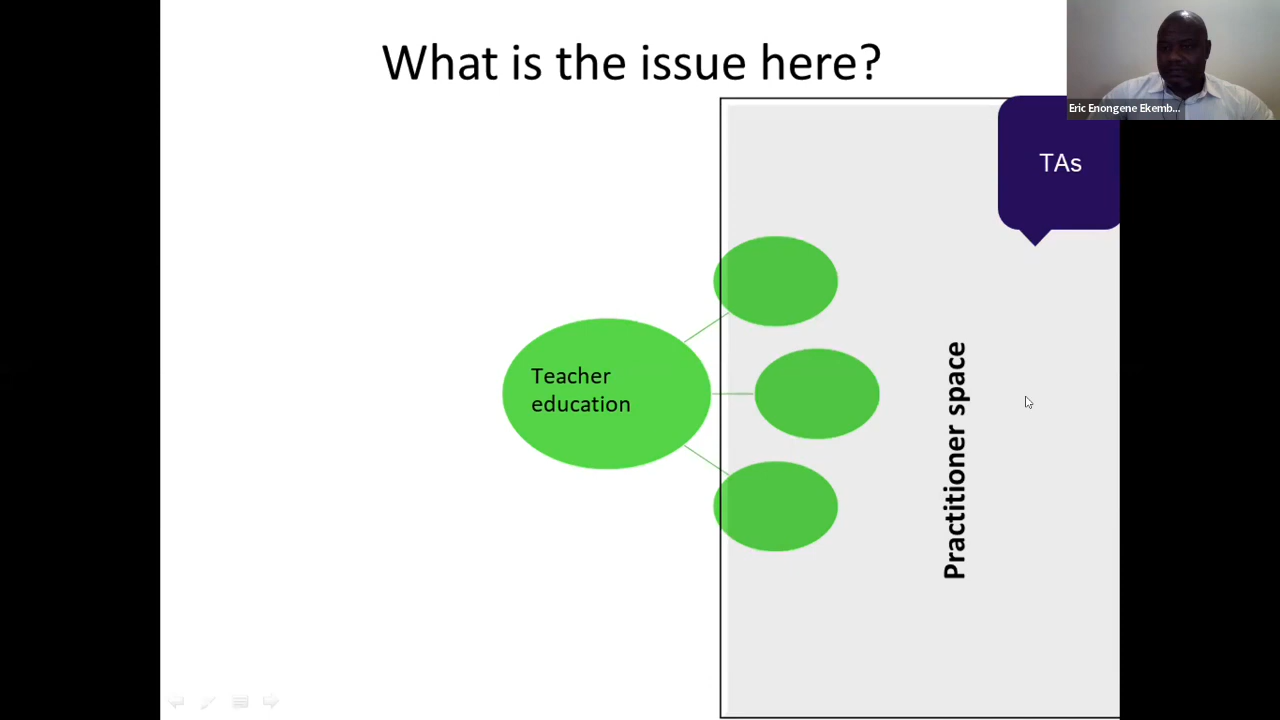 What is the issue here?
Eric Enongene Ekemb...
TAs
Teacher
education
Practitioner space